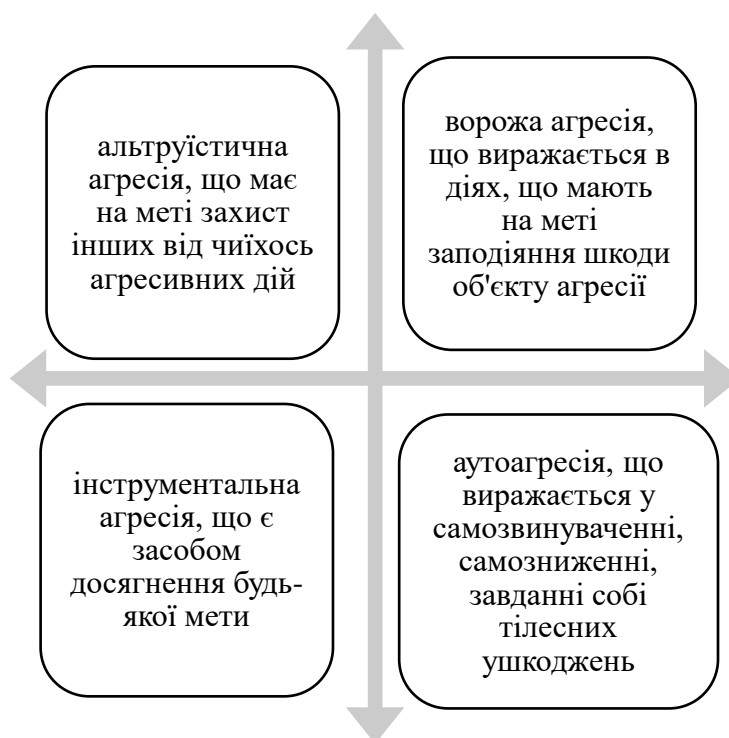 альтруїстична
агресія, що має
на меті захист
інших від чиїхось
агресивних дій
ворожа агресія,
що виражається в
діях, що мають
на меті
заподіяння шкоди
об'єкту агресії
інструментальна
агресія, що є
засобом
досягнення будь-
якої мети
аутоагресія, що
виражається у
самозвинуваченні,
самозниженні,
завданні собі
тілесних
ушкоджень